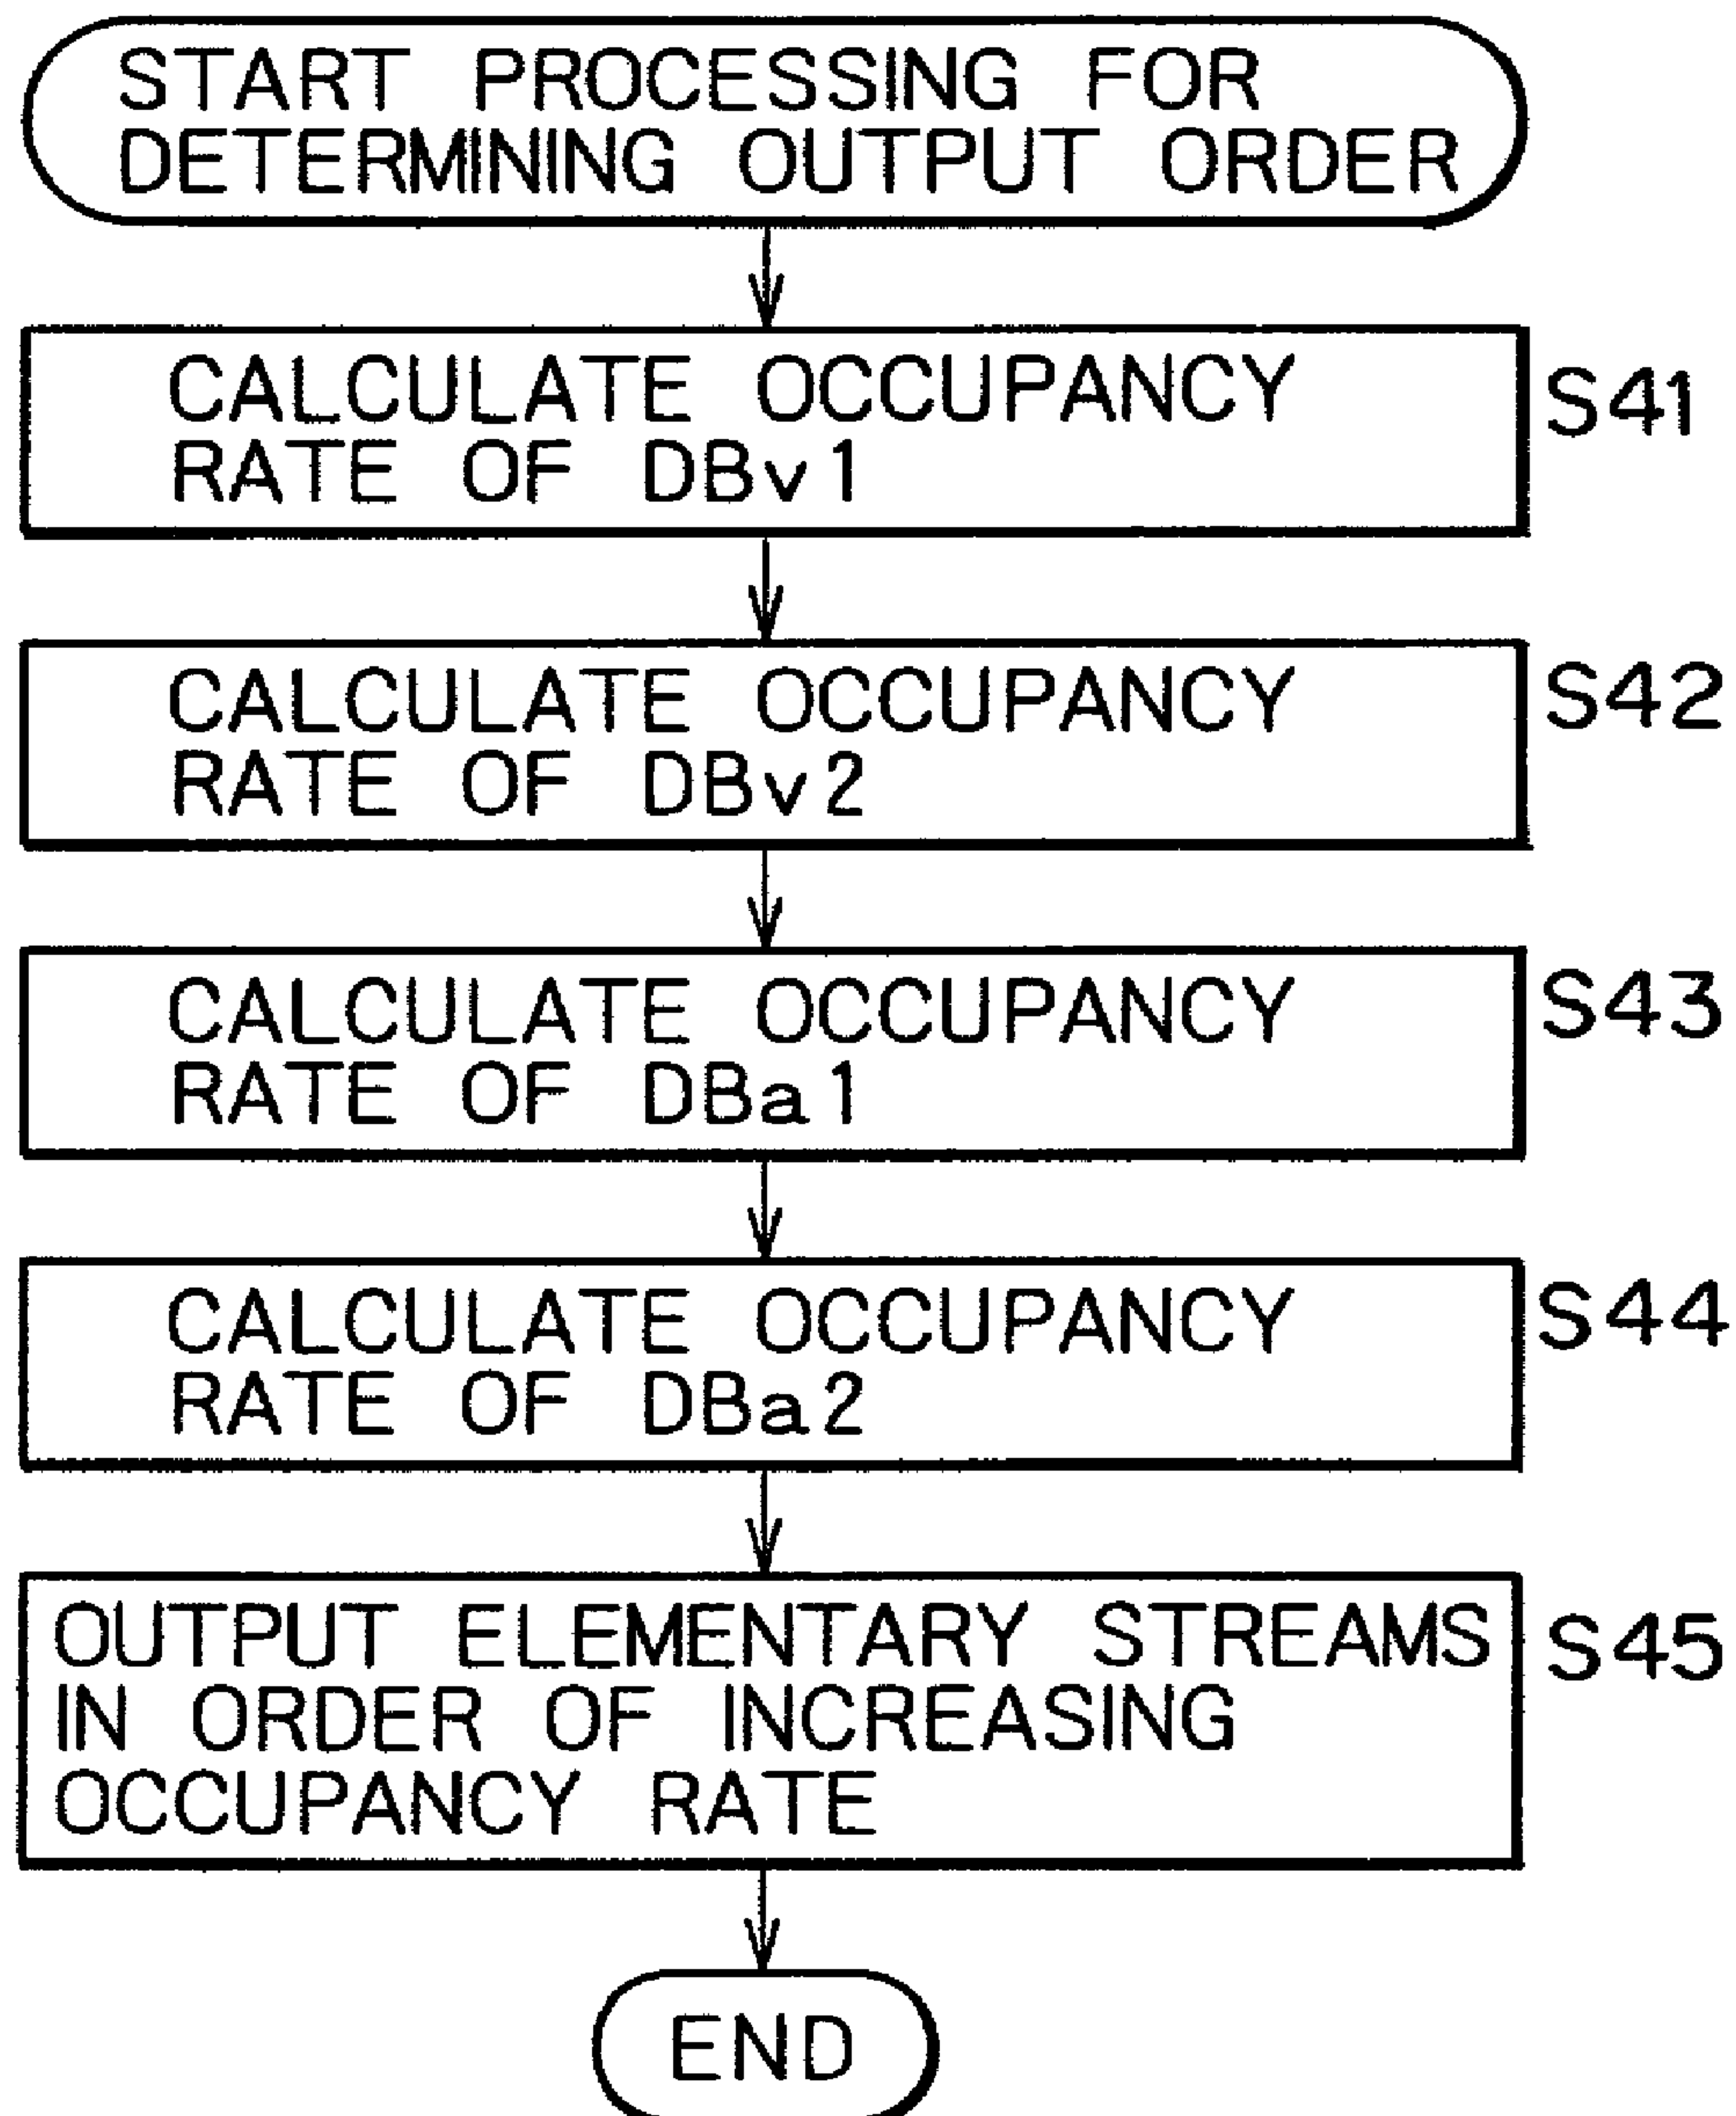 START PROCESSING FOR
DETERMINING OUTPUT ORDER
CALCULATE OCCUPANCY
RATE OF DBv1
S41
CALCULATE OCCUPANCY
RATE OF DBv2
S42
CALCULATE OCCUPANCY
RATE OF DBa1
S43
CALCULATE OCCUPANCY
RATE OF DBa2
S44
OUTPUT ELEMENTARY STREAMS
IN ORDER OF INCREASING
OCCUPANCY RATE
S45
END